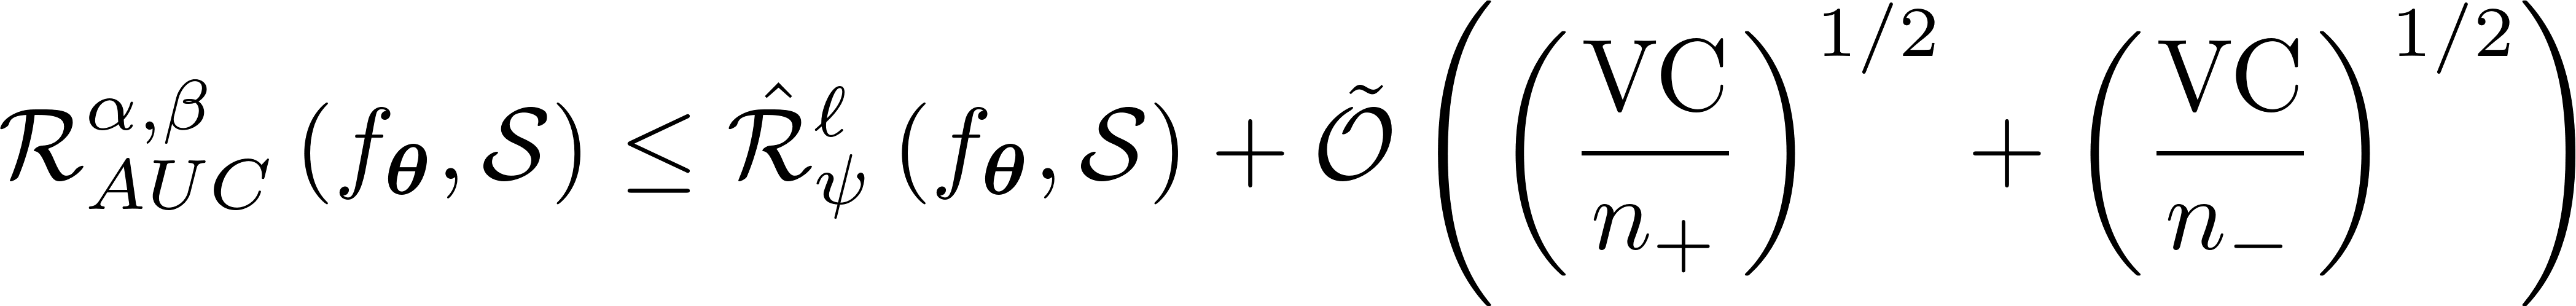 \mathcal{R}_{AUC}^{\alpha,\beta}(f_{\boldsymbol{\theta}}, \mathcal{S}) \leq \hat{\mathcal{R}}_{\psi}^{\ell}(f_{\boldsymbol{\theta}}, \mathcal{S}) + \tilde{\mathcal{O}}\left(\left(\frac{\mathrm{VC}}{n_+}\right)^{1/2} + \left(\frac{\mathrm{VC}}{n_-}\right)^{1/2}\right)